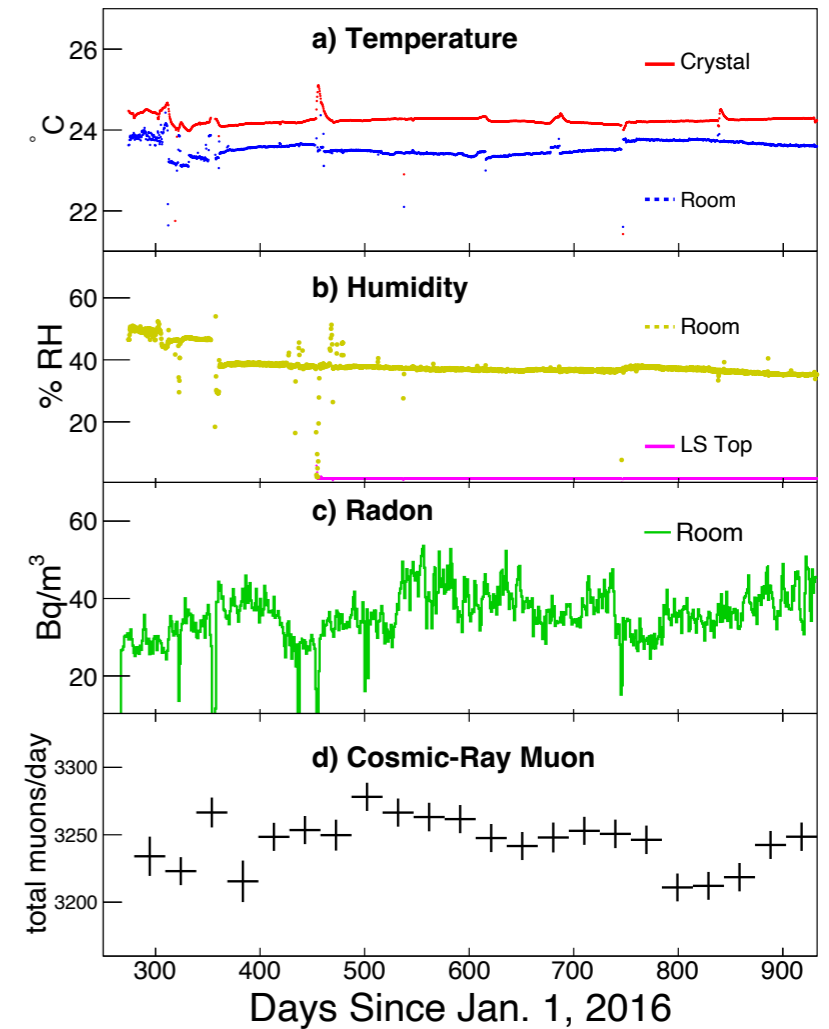 a) Temperature
26
24
22
° C
Crystal
Room
b) Humidity
60
40
20
% RH
Room
LS Top
c) Radon
60
40
20
Bq/m³
Room
d) Cosmic-Ray Muon
3300
3250
3200
total muons/day
300 400 500 600 700 800 900
Days Since Jan. 1, 2016